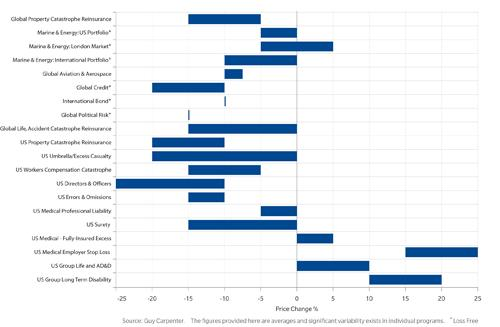 Global Property Catastrophe Reinsurance
Marine & Energy: US Portfolio*
Marine & Energy: London Market*
Marine & Energy: International Portfolio*
Global Aviation & Aerospace
Global Credit*
International Bond*
Global Political Risk*
Global Life, Accident Catastrophe Reinsurance
US Property Catastrophe Reinsurance
US Umbrella/Excess Casualty
US Workers Compensation Catastrophe
US Directors & Officers
US Errors & Omissions
US Medical Professional Liability
US Surety
US Medical - Fully-Insured Excess
US Medical Employer Stop Loss
US Group Life and AD&D
US Group Long Term Disability
-25 -20 -15 -10 -5 0 5 10 15 20 25
Price Change %
Source: Guy Carpenter. The figures provided here are averages and significant variability exists in individual programs. *Loss Free